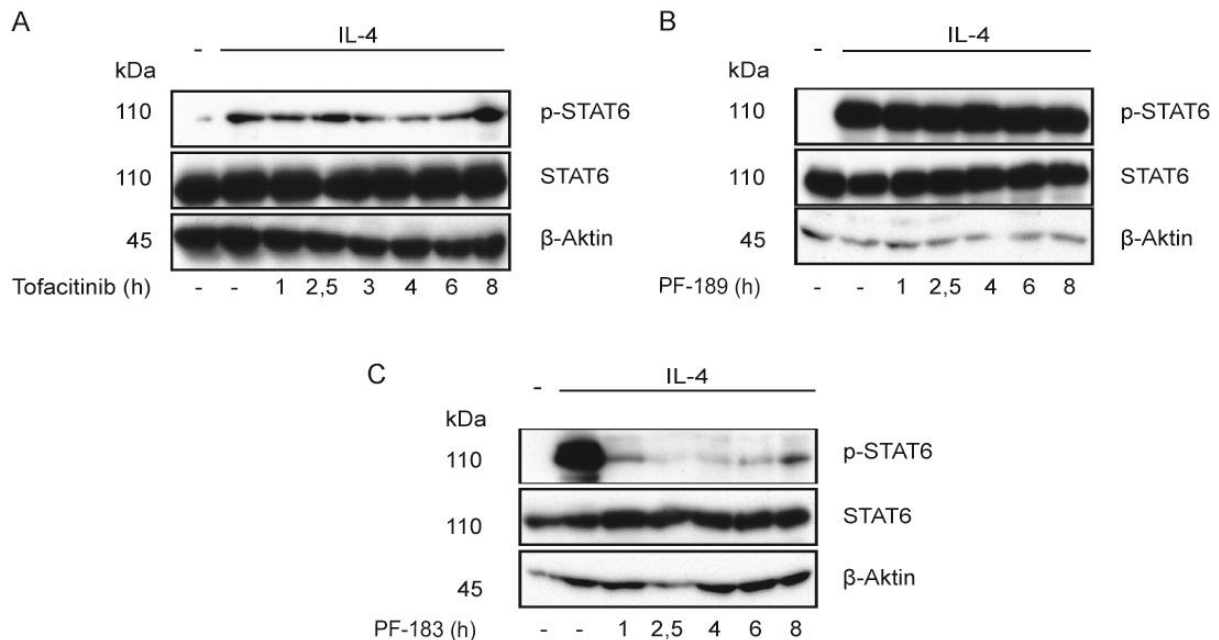 A
IL-4
-
kDa
110 p-STAT6
110 STAT6
45 β-Aktin
Tofacitinib (h) - - 1 2,5 3 4 6 8
B
IL-4
-
kDa
110 p-STAT6
110 STAT6
45 β-Aktin
PF-189 (h) - - 1 2,5 4 6 8
C
IL-4
-
kDa
110 p-STAT6
110 STAT6
45 β-Aktin
PF-183 (h) - - 1 2,5 4 6 8